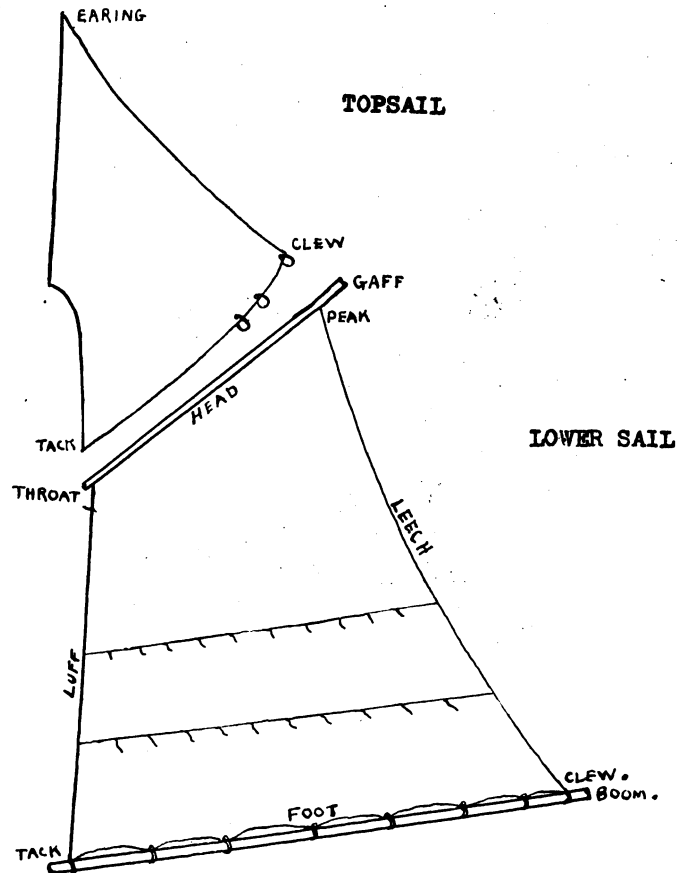 EARING
TOPSAIL
CLEW
GAFF
PEAK
HEAD
TACK
THROAT
LOWER SAIL
LEECH
LUFF
CLEW.
BOOM.
FOOT
TACK